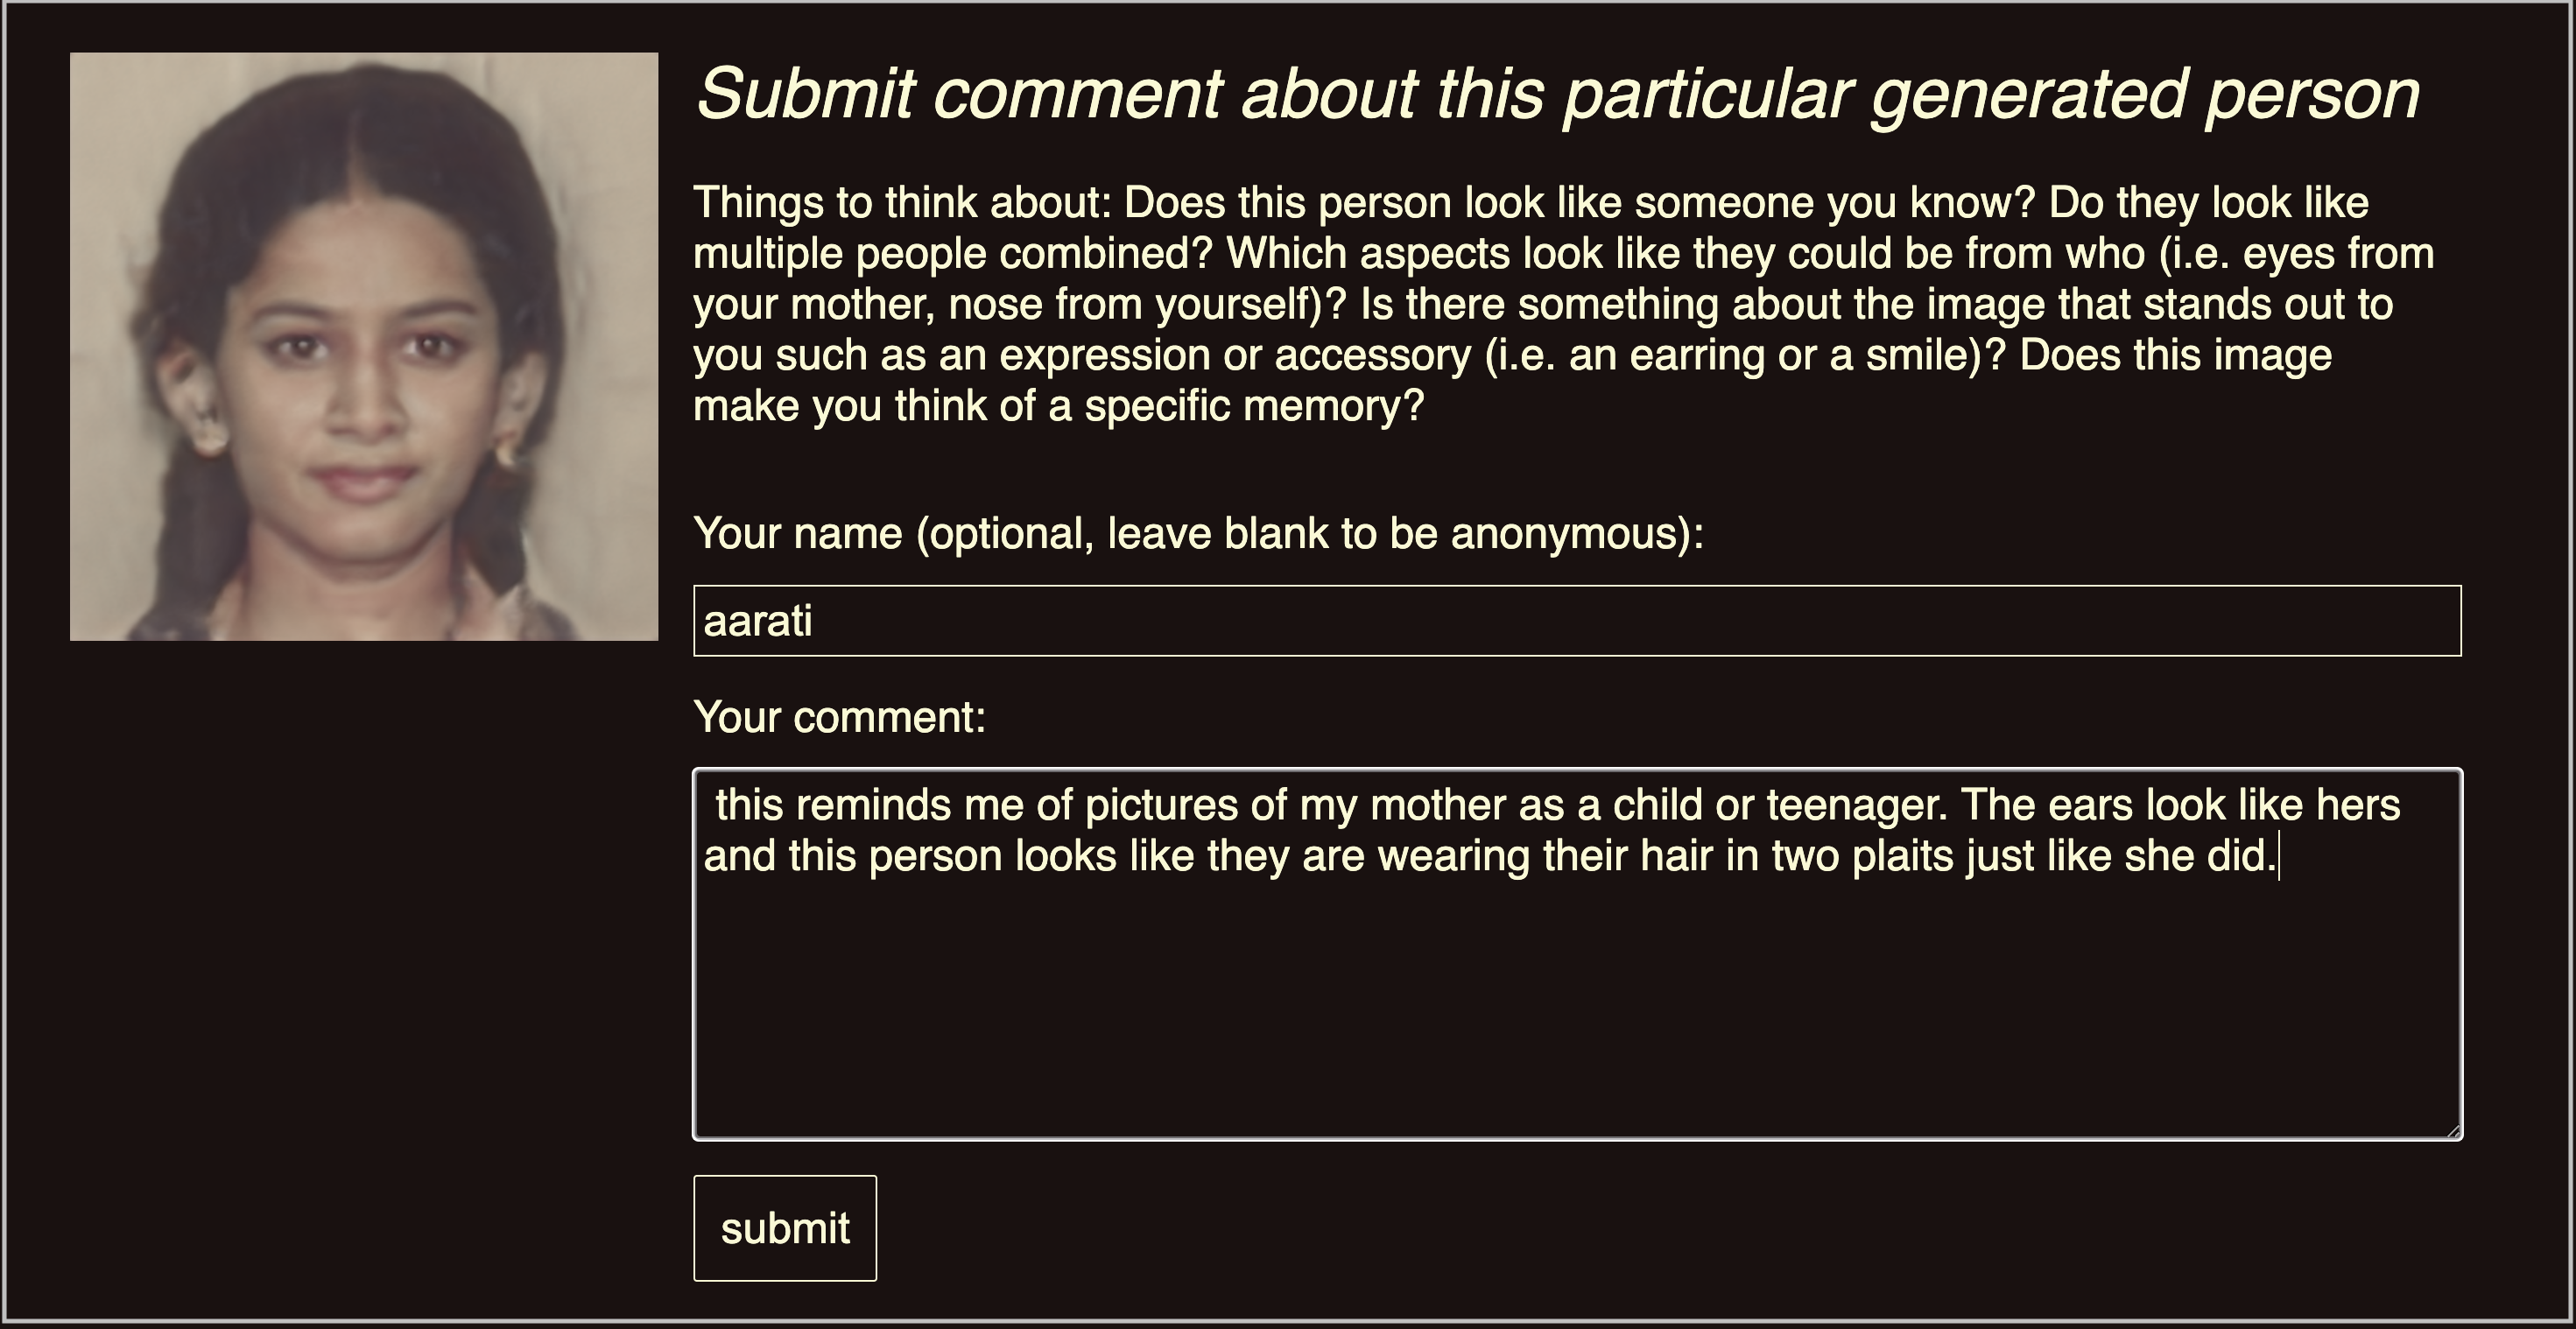 Submit comment about this particular generated person
Things to think about: Does this person look like someone you know? Do they look like
multiple people combined? Which aspects look like they could be from who (i.e. eyes from
your mother, nose from yourself)? Is there something about the image that stands out to
you such as an expression or accessory (i.e. an earring or a smile)? Does this image
make you think of a specific memory?
Your name (optional, leave blank to be anonymous):
aarati
Your comment:
this reminds me of pictures of my mother as a child or teenager. The ears look like hers
and this person looks like they are wearing their hair in two plaits just like she did.
submit